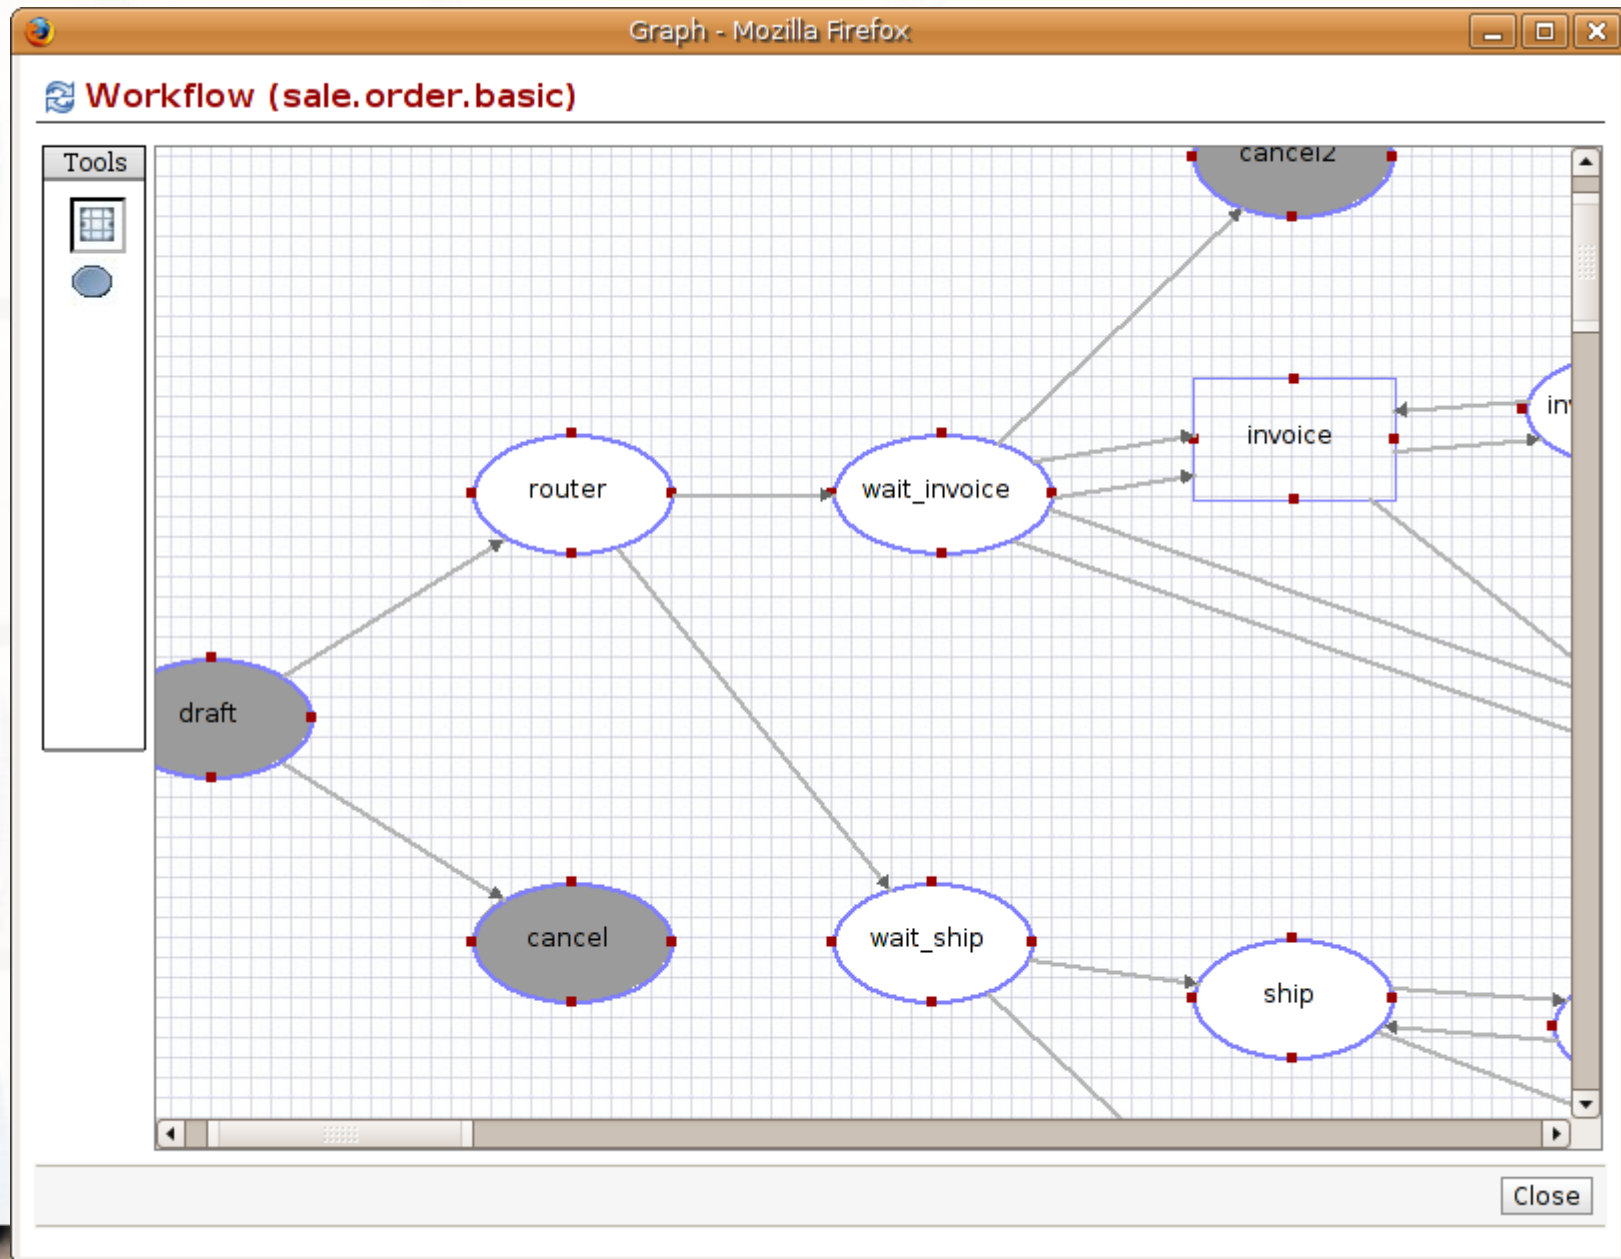 Graph - Mozilla Firefox
Workflow (sale.order.basic)
Tools
cancel2
invoice
router
wait_invoice
draft
cancel
wait_ship
ship
Close